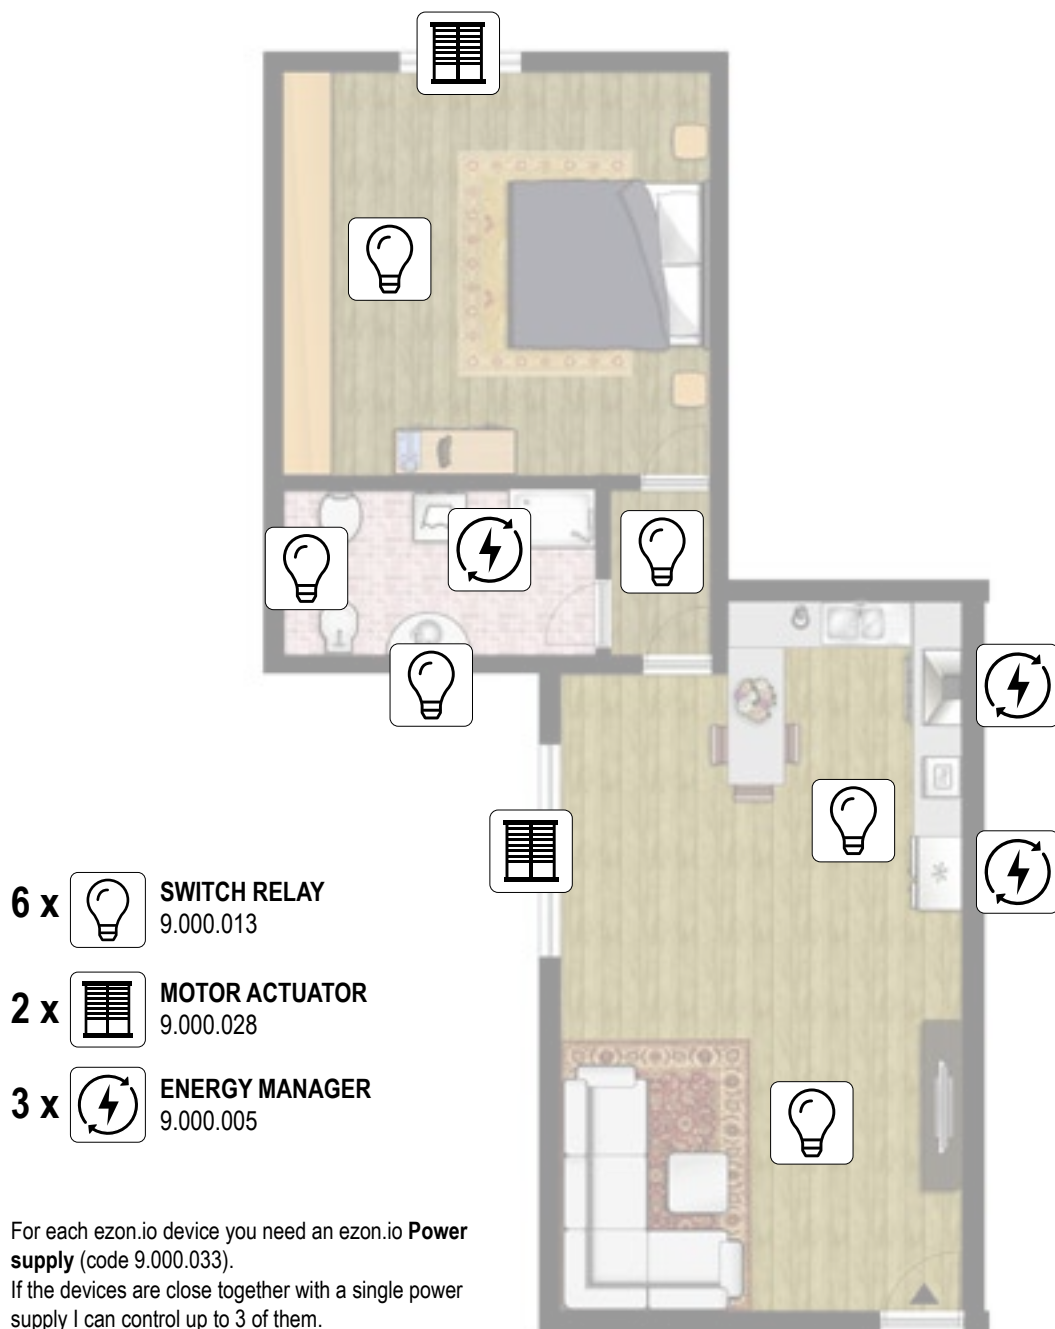 6 x
SWITCH RELAY
9.000.013
2 x
MOTOR ACTUATOR
9.000.028
3 x
ENERGY MANAGER
9.000.005
For each ezon.io device you need an ezon.io Power
supply (code 9.000.033).
If the devices are close together with a single power
supply I can control up to 3 of them.